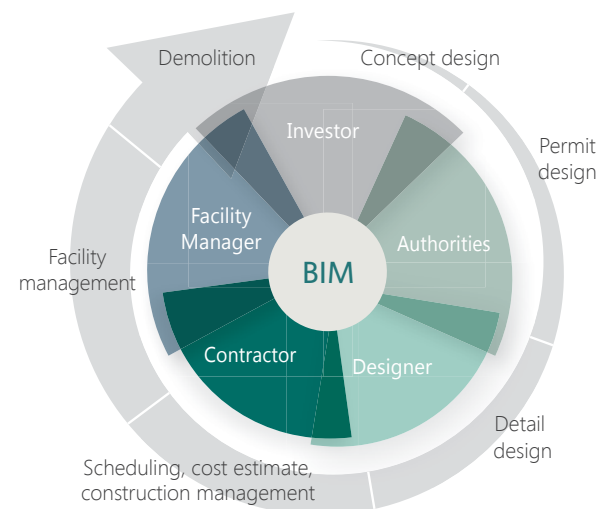 Demolition
Concept design
Investor
Permit
design
Facility
Manager
Authorities
Facility
management
BIM
Contractor
Designer
Detail
design
Scheduling, cost estimate,
construction management